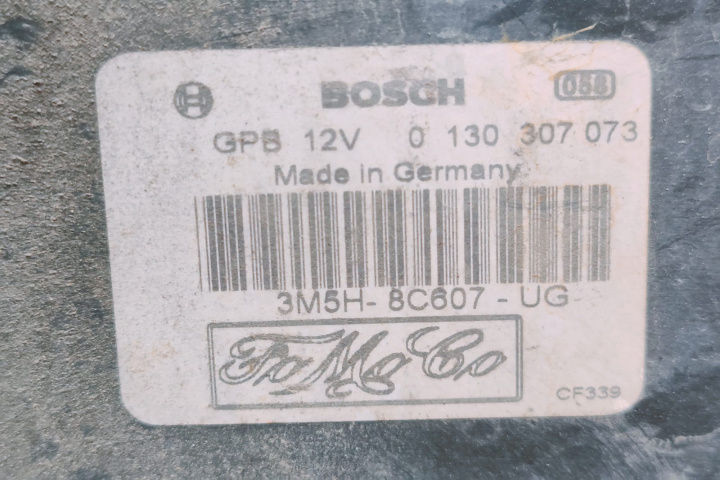 BOSCH 058
GPB 12V 0 130 307 073
Made in Germany
3M5H- 8C607 - UG
FoMoCo
CF339